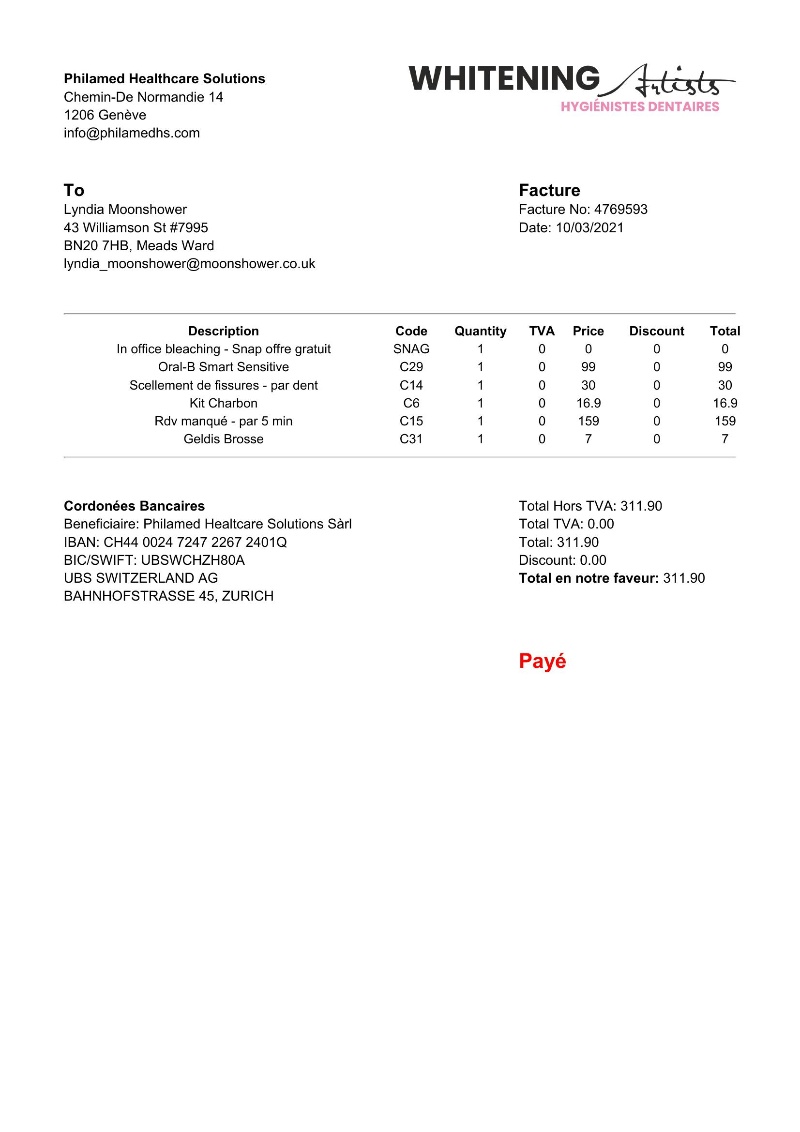 Philamed Healthcare Solutions
Chemin-De Normandie 14
1206 Genève
info@philamedhs.com
WHITENING Artists
HYGIÉNISTES DENTAIRES
To
Lyndia Moonshower
43 Williamson St #7995
BN20 7HB, Meads Ward
lyndia_moonshower@moonshower.co.uk
Facture
Facture No: 4769593
Date: 10/03/2021
Description Code Quantity TVA Price Discount Total
In office bleaching - Snap offre gratuit SNAG 1 0 0 0 0
Oral-B Smart Sensitive C29 1 0 99 0 99
Scellement de fissures - par dent C14 1 0 30 0 30
Kit Charbon C6 1 0 16.9 0 16.9
Rdv manqué - par 5 min C15 1 0 159 0 159
Geldis Brosse C31 1 0 7 0 7
Cordonées Bancaires
Beneficiaire: Philamed Healtcare Solutions Sàrl
IBAN: CH44 0024 7247 2267 2401Q
BIC/SWIFT: UBSWCHZH80A
UBS SWITZERLAND AG
BAHNHOFSTRASSE 45, ZURICH
Total Hors TVA: 311.90
Total TVA: 0.00
Total: 311.90
Discount: 0.00
Total en notre faveur: 311.90
Payé